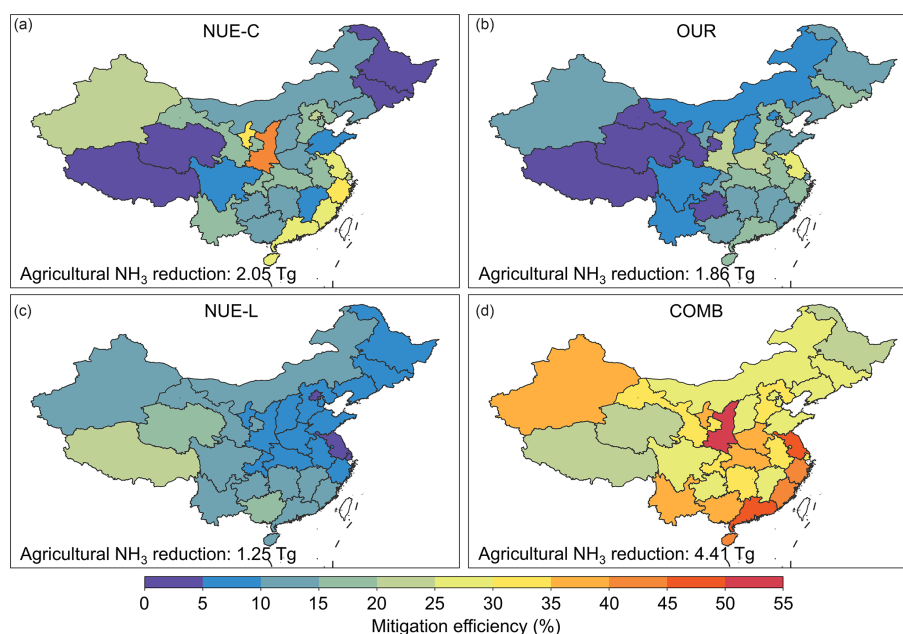 (a) NUE-C
Agricultural NH₃ reduction: 2.05 Tg
(b) OUR
Agricultural NH₃ reduction: 1.86 Tg
(c) NUE-L
Agricultural NH₃ reduction: 1.25 Tg
(d) COMB
Agricultural NH₃ reduction: 4.41 Tg
0 5 10 15 20 25 30 35 40 45 50 55
Mitigation efficiency (%)